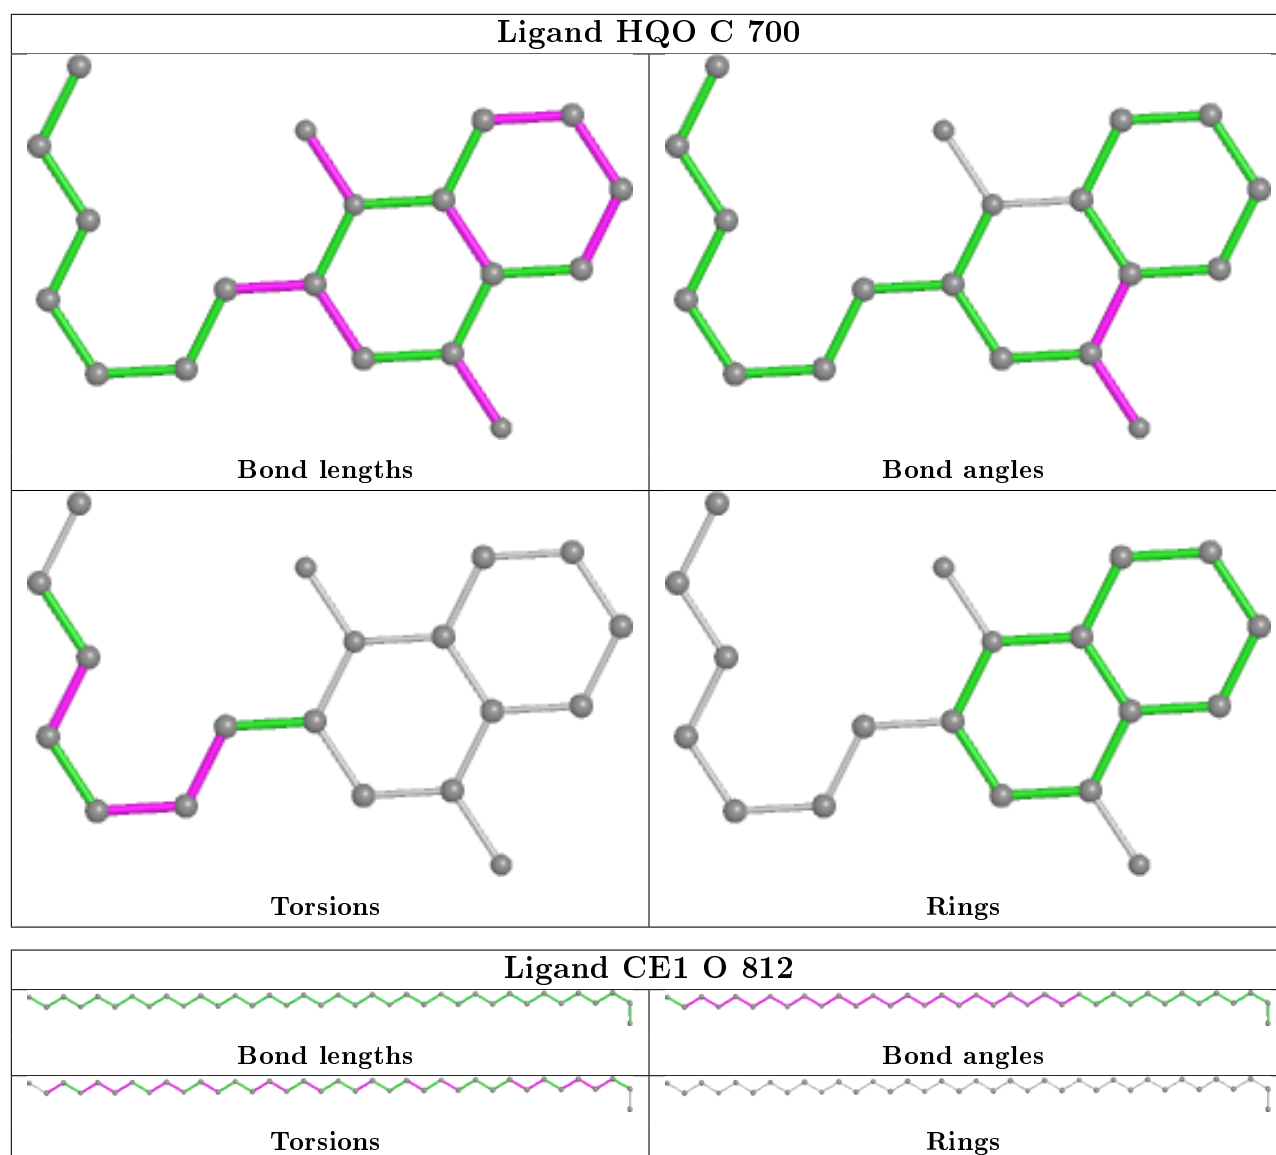 Ligand HQO C 700
Bond lengths
Bond angles
Torsions
Rings
Ligand CE1 O 812
Bond lengths
Bond angles
Torsions
Rings